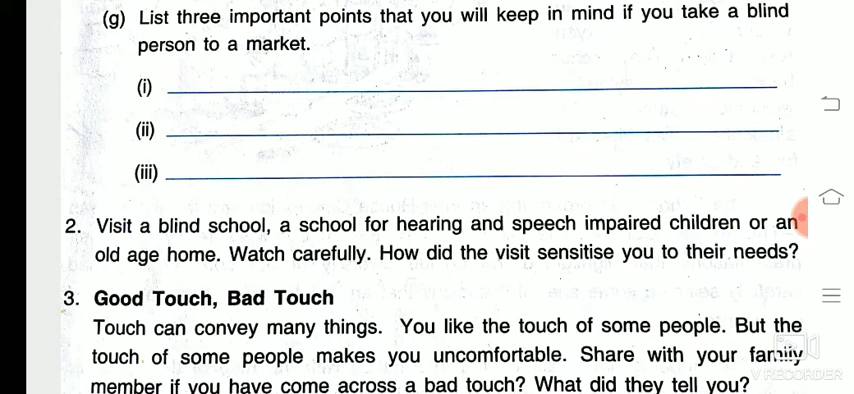 (g) List three important points that you will keep in mind if you take a blind
person to a market.
(i)
(ii)
(iii)
2. Visit a blind school, a school for hearing and speech impaired children or an
old age home. Watch carefully. How did the visit sensitise you to their needs?
3. Good Touch, Bad Touch
Touch can convey many things. You like the touch of some people. But the
touch of some people makes you uncomfortable. Share with your family
member if you have come across a bad touch? What did they tell you?
V RECORDER